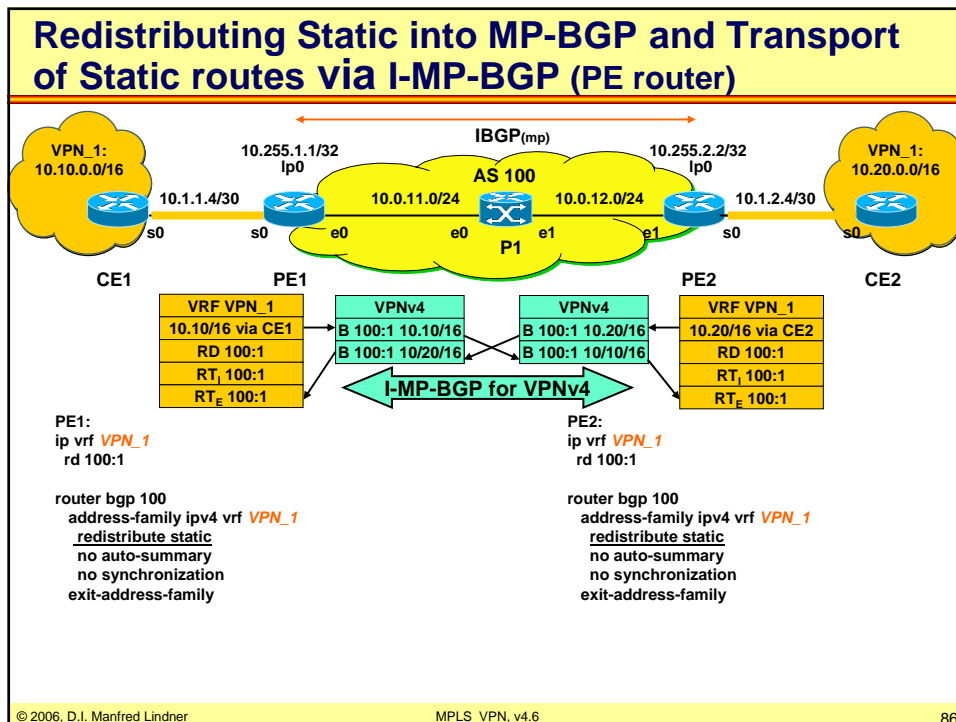 Redistributing Static into MP-BGP and Transport
of Static routes via I-MP-BGP (PE router)
IBGP(mp)
VPN_1:
10.10.0.0/16
10.255.1.1/32
lp0
AS 100
10.255.2.2/32
lp0
VPN_1:
10.20.0.0/16
10.1.1.4/30
10.0.11.0/24
10.0.12.0/24
10.1.2.4/30
s0
s0
e0
e0
e1
e1
s0
s0
P1
CE1
PE1
PE2
CE2
VRF VPN_1
10.10/16 via CE1
RD 100:1
RTI 100:1
RTE 100:1
VPNv4
B 100:1 10.10/16
B 100:1 10/20/16
VPNv4
B 100:1 10.20/16
B 100:1 10/10/16
VRF VPN_1
10.20/16 via CE2
RD 100:1
RTI 100:1
RTE 100:1
I-MP-BGP for VPNv4
PE1:
ip vrf VPN_1
rd 100:1
router bgp 100
address-family ipv4 vrf VPN_1
redistribute static
no auto-summary
no synchronization
exit-address-family
PE2:
ip vrf VPN_1
rd 100:1
router bgp 100
address-family ipv4 vrf VPN_1
redistribute static
no auto-summary
no synchronization
exit-address-family
© 2006, D.I. Manfred Lindner
MPLS_VPN, v4.6
86